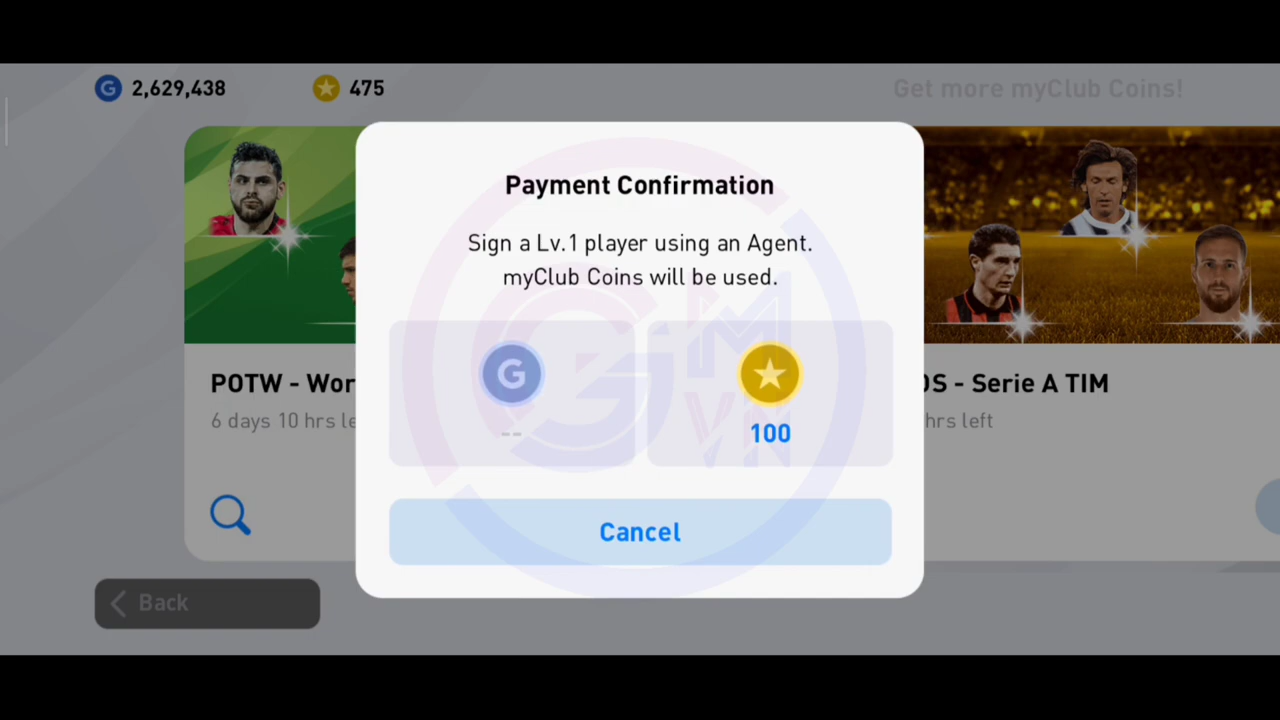 G 2,629,438 475 Get more myClub Coins!
Payment Confirmation
Sign a Lv.1 player using an Agent.
myClub Coins will be used.
G
--
100
POTW - Wor
6 days 10 hrs le
OS - Serie A TIM
hrs left
Cancel
Back
G
M
VN